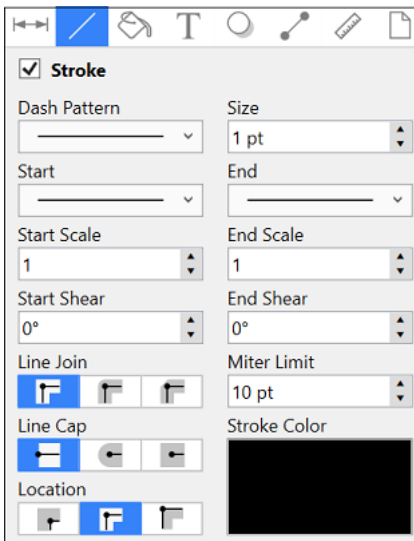 T
Stroke
Dash Pattern Size
1 pt
Start End
Start Scale End Scale
1 1
Start Shear End Shear
0° 0°
Line Join Miter Limit
10 pt
Line Cap Stroke Color
Location